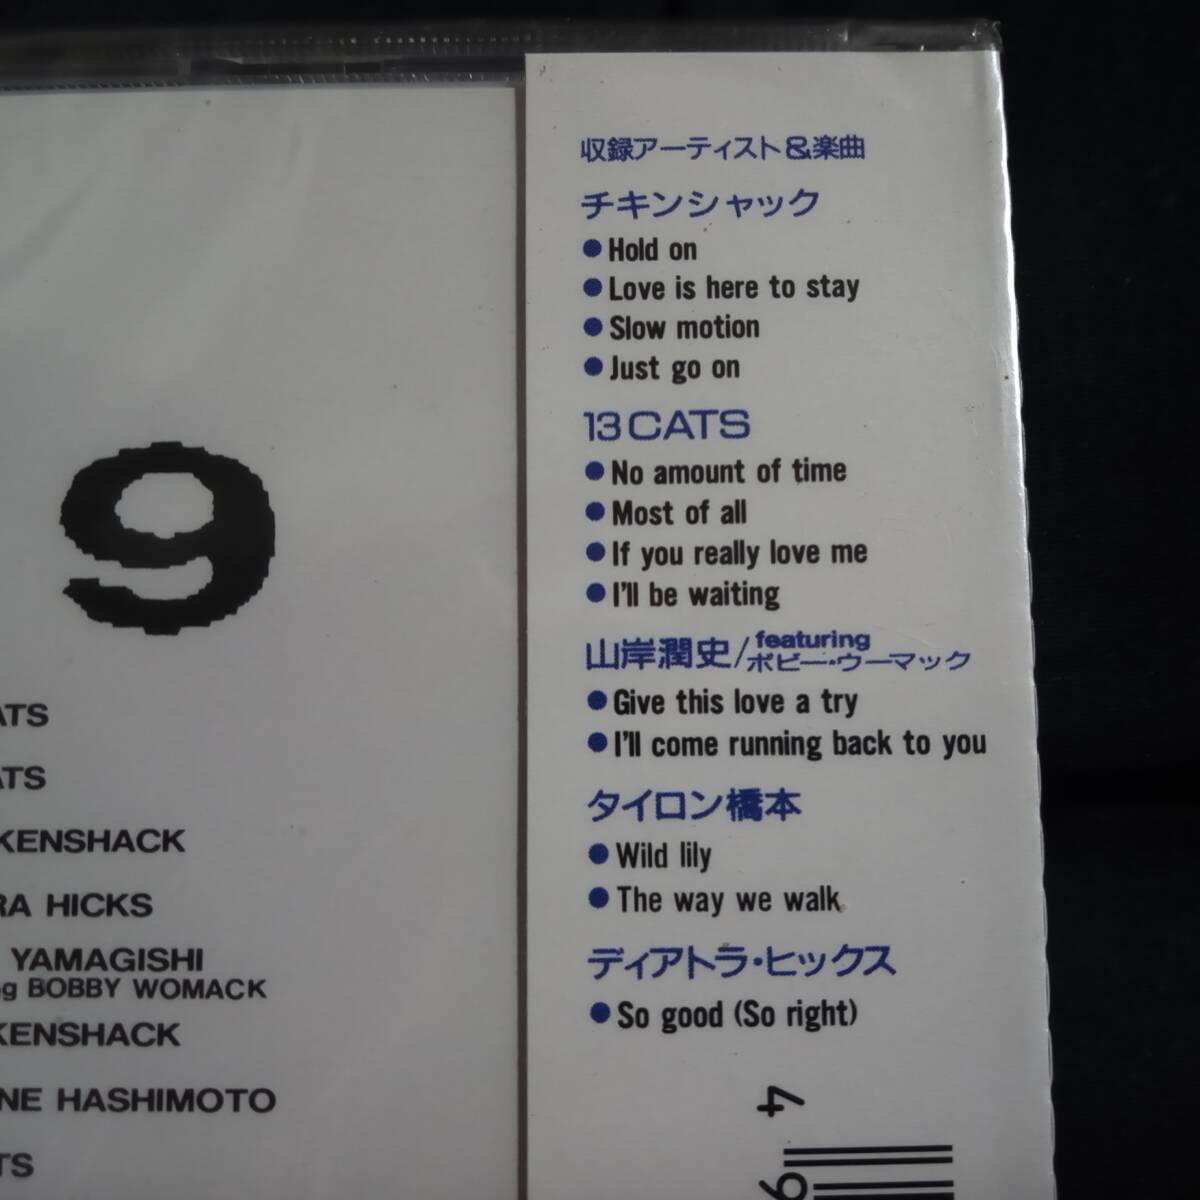 9
ATS
ATS
KENSHACK
RA HICKS
YAMAGISHI
BOBBY WOMACK
KENSHACK
NE HASHIMOTO
TS
収録アーティスト&楽曲
チキンシャック
●Hold on
●Love is here to stay
●Slow motion
●Just go on
13CATS
●No amount of time
●Most of all
●If you really love me
●I'll be waiting
山岸潤史/featuring
ボビー・ウーマック
●Give this love a try
●I'll come running back to you
タイロン橋本
●Wild lily
●The way we walk
ディアトラ・ヒックス
●So good (So right)
4
9